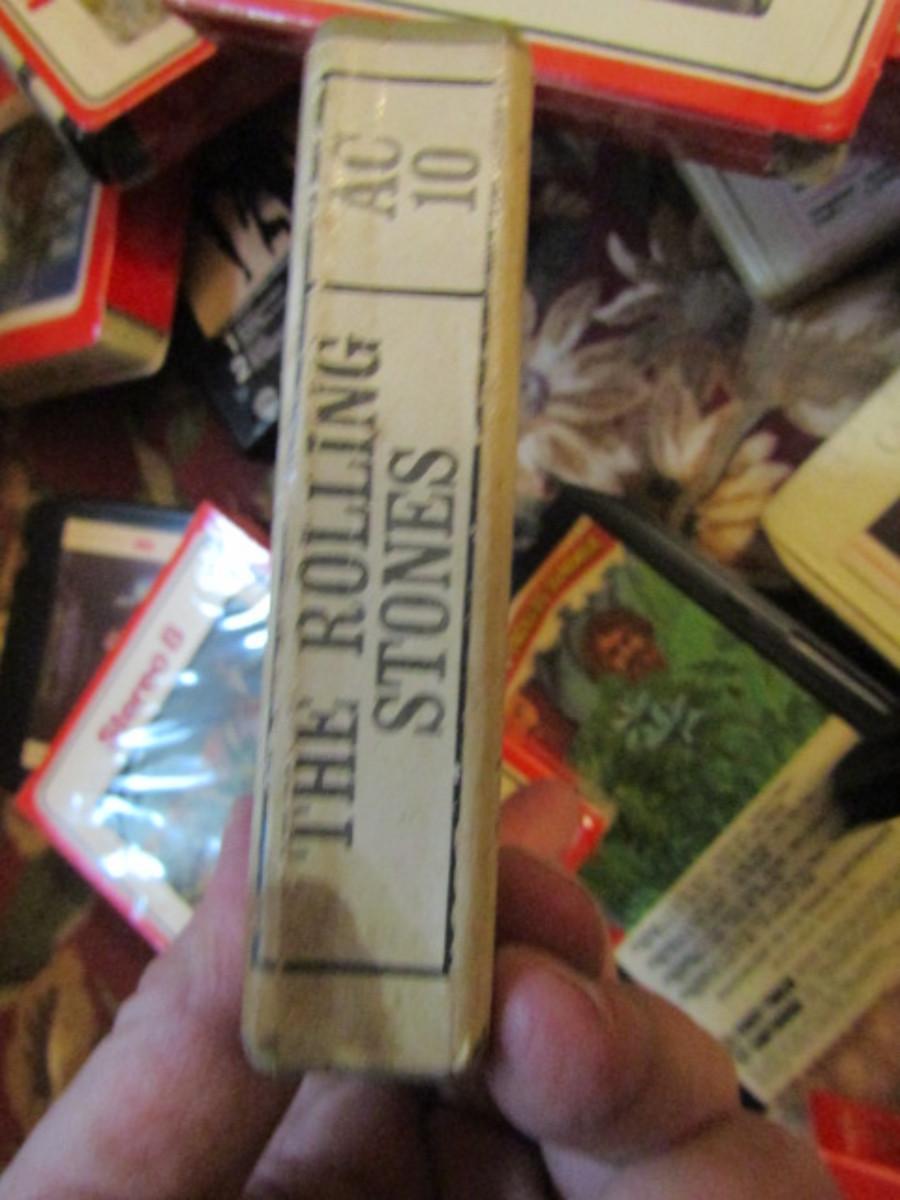 AC
10
THE ROLLING
STONES
Stereo 8